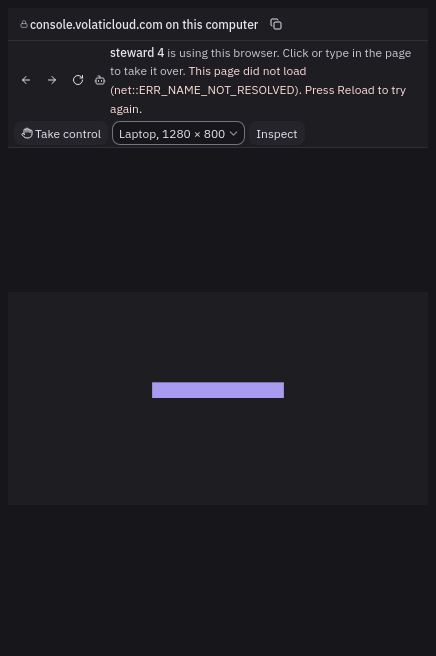 console.volaticloud.com on this computer
steward 4 is using this browser. Click or type in the page
to take it over. This page did not load
(net::ERR_NAME_NOT_RESOLVED). Press Reload to try
again.
Take control
Laptop, 1280 × 800
Inspect